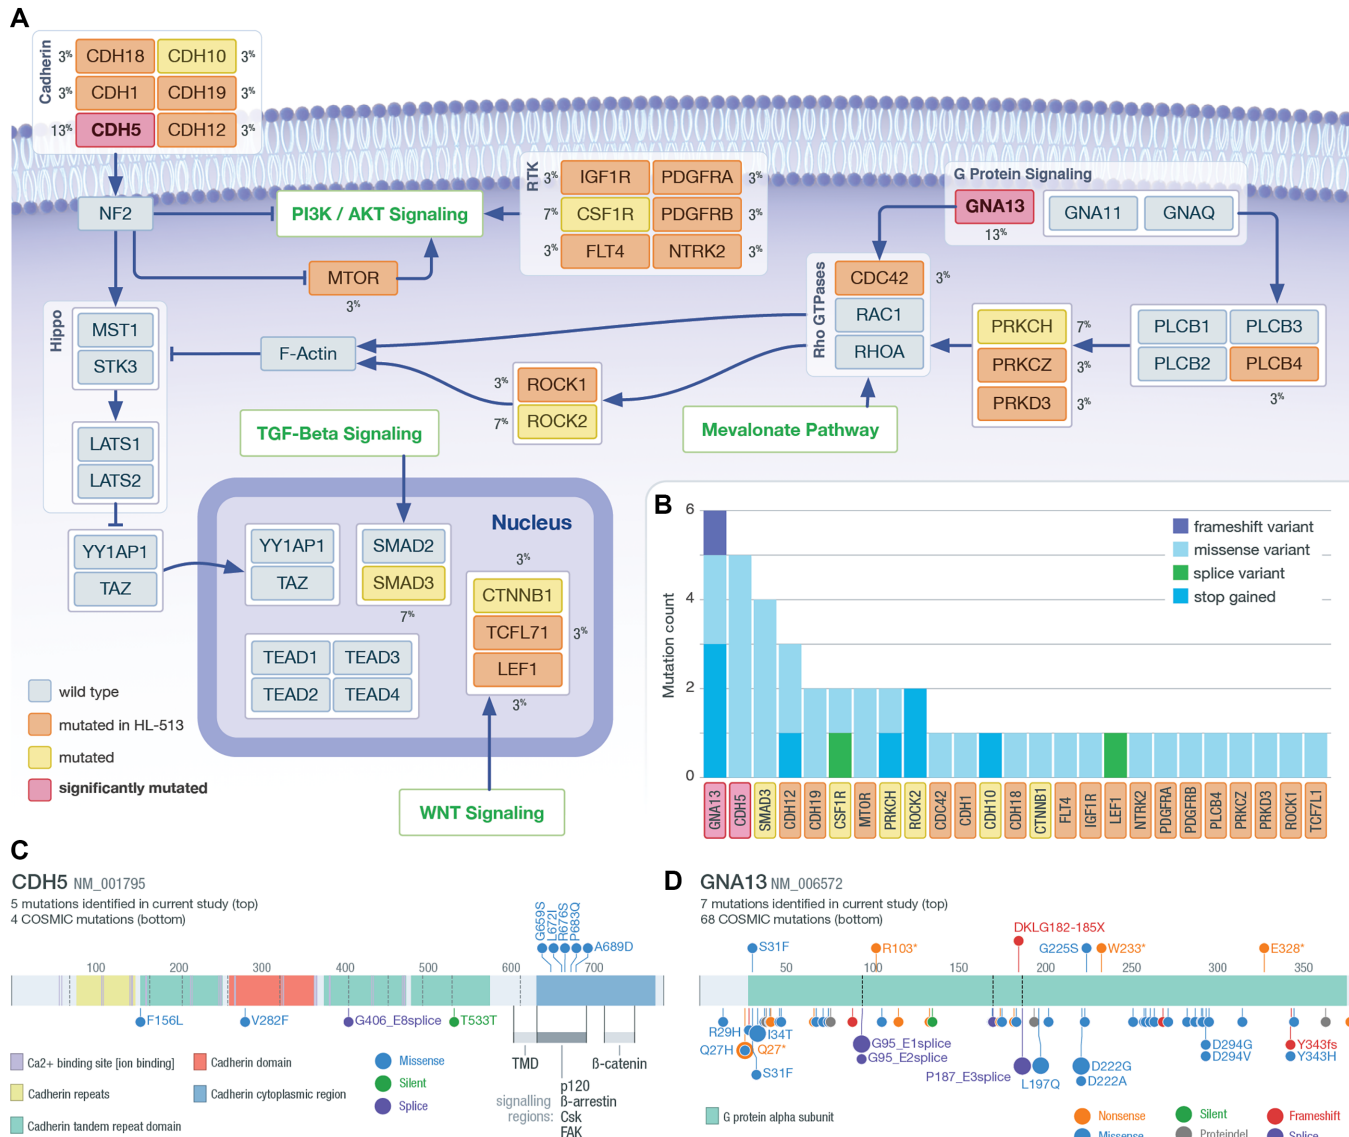 A
Cadherin
3% CDH18 CDH10 3%
3% CDH1 CDH19 3%
13% CDH5 CDH12 3%
NF2
PI3K / AKT Signaling
MTOR
3%
RTK
3% IGF1R PDGFRA 3%
7% CSF1R PDGFRB 3%
3% FLT4 NTRK2 3%
G Protein Signaling
GNA13 GNA11 GNAQ
13%
Rho GTPases
CDC42 3%
RAC1
RHOA
PRKCH 7%
PRKCZ 3%
PRKD3 3%
PLCB1 PLCB3
PLCB2 PLCB4
3%
Hippo
MST1
STK3
LATS1
LATS2
F-Actin
3% ROCK1
7% ROCK2
Mevalonate Pathway
TGF-Beta Signaling
YY1AP1
TAZ
Nucleus
YY1AP1
TAZ
SMAD2
SMAD3
7%
3%
CTNNB1
TCFL71 3%
LEF1
3%
TEAD1 TEAD3
TEAD2 TEAD4
WNT Signaling
wild type
mutated in HL-513
mutated
significantly mutated
B
Mutation count
6
4
2
0
frameshift variant
missense variant
splice variant
stop gained
GNA13 CDH5 SMAD3 CDH12 CDH19 CSF1R MTOR PRKCH ROCK2 CDC42 CDH1 CDH10 CDH18 CTNNB1 FLT4 IGF1R LEF1 NTRK2 PDGFRA PDGFRB PLCB4 PRKCZ PRKD3 ROCK1 TCF7L1
C
CDH5 NM_001795
5 mutations identified in current study (top)
4 COSMIC mutations (bottom)
G659S L672I R676S P683Q A689D
100 200 300 400 500 600 700
F156L V282F G406_E8splice T533T
Ca2+ binding site [ion binding]
Cadherin repeats
Cadherin tandem repeat domain
Cadherin domain
Cadherin cytoplasmic region
Missense
Silent
Splice
TMD ß-catenin
signalling regions:
p120
ß-arrestin
Csk
FAK
D
GNA13 NM_006572
7 mutations identified in current study (top)
68 COSMIC mutations (bottom)
DKLG182-185X
S31F R103* G225S W233* E328*
50 100 150 200 250 300 350
R29H I34T
Q27H Q27*
S31F
G95_E1splice
G95_E2splice
P187_E3splice
L197Q
D222G
D222A
D294G
D294V
Y343fs
Y343H
G protein alpha subunit
Nonsense Silent Frameshift
Missense Proteindel Splice